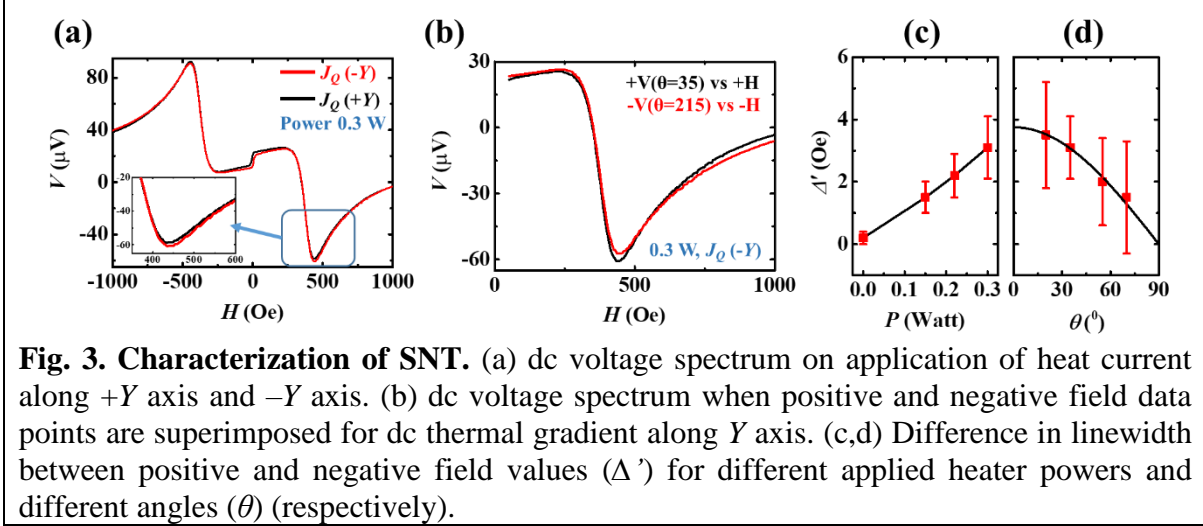 (a)
(b)
(c)
(d)
80
40
0
-40
V (μV)
J_Q (-Y)
J_Q (+Y)
Power 0.3 W
-20
-40
-60
400
500
600
-1000
-500
0
500
1000
H (Oe)
30
0
-30
-60
V (μV)
+V(θ=35) vs +H
-V(θ=215) vs -H
0.3 W, J_Q (-Y)
0
500
1000
H (Oe)
6
4
2
0
Δ' (Oe)
0.0 0.1 0.2 0.3
P (Watt)
0 30 60 90
θ (⁰)
Fig. 3. Characterization of SNT. (a) dc voltage spectrum on application of heat current
along +Y axis and –Y axis. (b) dc voltage spectrum when positive and negative field data
points are superimposed for dc thermal gradient along Y axis. (c,d) Difference in linewidth
between positive and negative field values (Δ’) for different applied heater powers and
different angles (θ) (respectively).